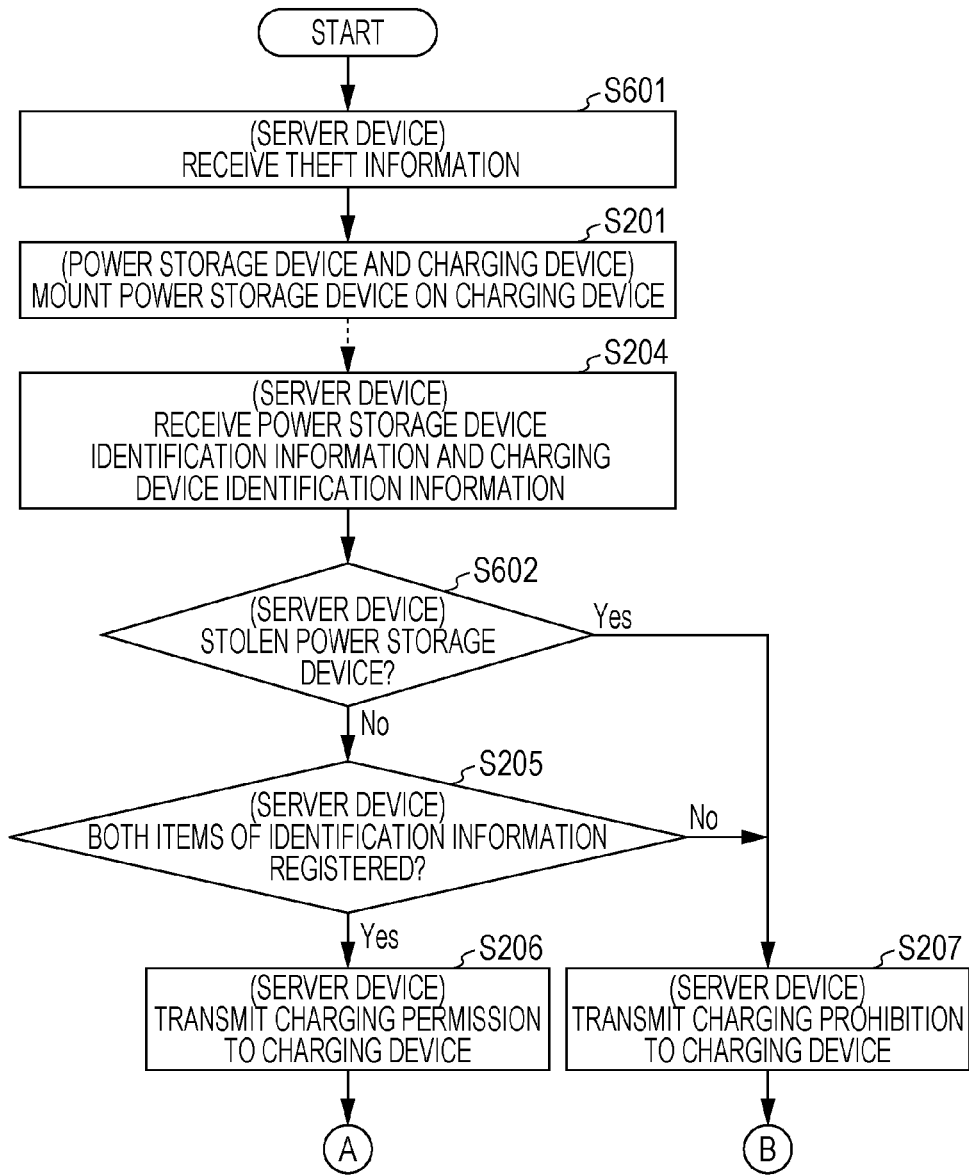 START
S601
(SERVER DEVICE)
RECEIVE THEFT INFORMATION
S201
(POWER STORAGE DEVICE AND CHARGING DEVICE)
MOUNT POWER STORAGE DEVICE ON CHARGING DEVICE
S204
(SERVER DEVICE)
RECEIVE POWER STORAGE DEVICE
IDENTIFICATION INFORMATION AND CHARGING
DEVICE IDENTIFICATION INFORMATION
S602
(SERVER DEVICE)
STOLEN POWER STORAGE
DEVICE?
Yes
No
S205
(SERVER DEVICE)
BOTH ITEMS OF IDENTIFICATION INFORMATION
REGISTERED?
No
Yes
S206
(SERVER DEVICE)
TRANSMIT CHARGING PERMISSION
TO CHARGING DEVICE
S207
(SERVER DEVICE)
TRANSMIT CHARGING PROHIBITION
TO CHARGING DEVICE
A
B